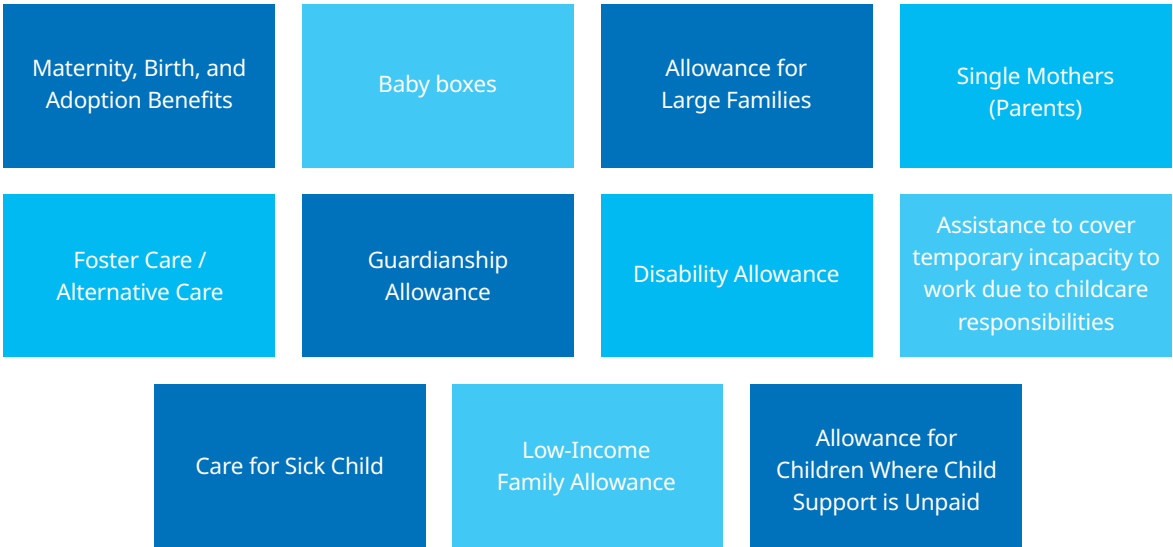 Maternity, Birth, and
Adoption Benefits
Baby boxes
Allowance for
Large Families
Single Mothers
(Parents)
Foster Care /
Alternative Care
Guardianship
Allowance
Disability Allowance
Assistance to cover
temporary incapacity to
work due to childcare
responsibilities
Care for Sick Child
Low-Income
Family Allowance
Allowance for
Children Where Child
Support is Unpaid